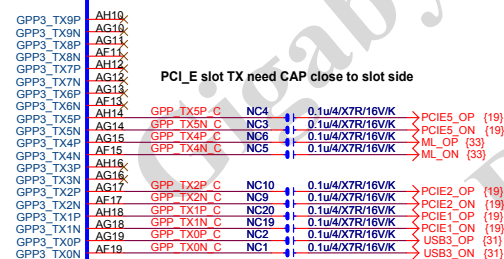 GPP3_TX9P AH10
GPP3_TX9N AG10
GPP3_TX8P AG11
GPP3_TX8N AF11
GPP3_TX7P AH12
GPP3_TX7N AG12
GPP3_TX6P AG13
GPP3_TX6N AF13
PCI_E slot TX need CAP close to slot side
GPP3_TX5P AH14 GPP_TX5P_C NC4 0.1u/4/X7R/16V/K PCIE5_OP {19}
GPP3_TX5N AG14 GPP_TX5N_C NC3 0.1u/4/X7R/16V/K PCIE5_ON {19}
GPP3_TX4P AG15 GPP_TX4P_C NC6 0.1u/4/X7R/16V/K ML_OP {33}
GPP3_TX4N AF15 GPP_TX4N_C NC5 0.1u/4/X7R/16V/K ML_ON {33}
GPP3_TX3P AH16
GPP3_TX3N AG16
GPP3_TX2P AG17 GPP_TX2P_C NC10 0.1u/4/X7R/16V/K PCIE2_OP {19}
GPP3_TX2N AF17 GPP_TX2N_C NC9 0.1u/4/X7R/16V/K PCIE2_ON {19}
GPP3_TX1P AH18 GPP_TX1P_C NC20 0.1u/4/X7R/16V/K PCIE1_OP {19}
GPP3_TX1N AG18 GPP_TX1N_C NC19 0.1u/4/X7R/16V/K PCIE1_ON {19}
GPP3_TX0P AG19 GPP_TX0P_C NC2 0.1u/4/X7R/16V/K USB3_OP {31}
GPP3_TX0N AF19 GPP_TX0N_C NC1 0.1u/4/X7R/16V/K USB3_ON {31}